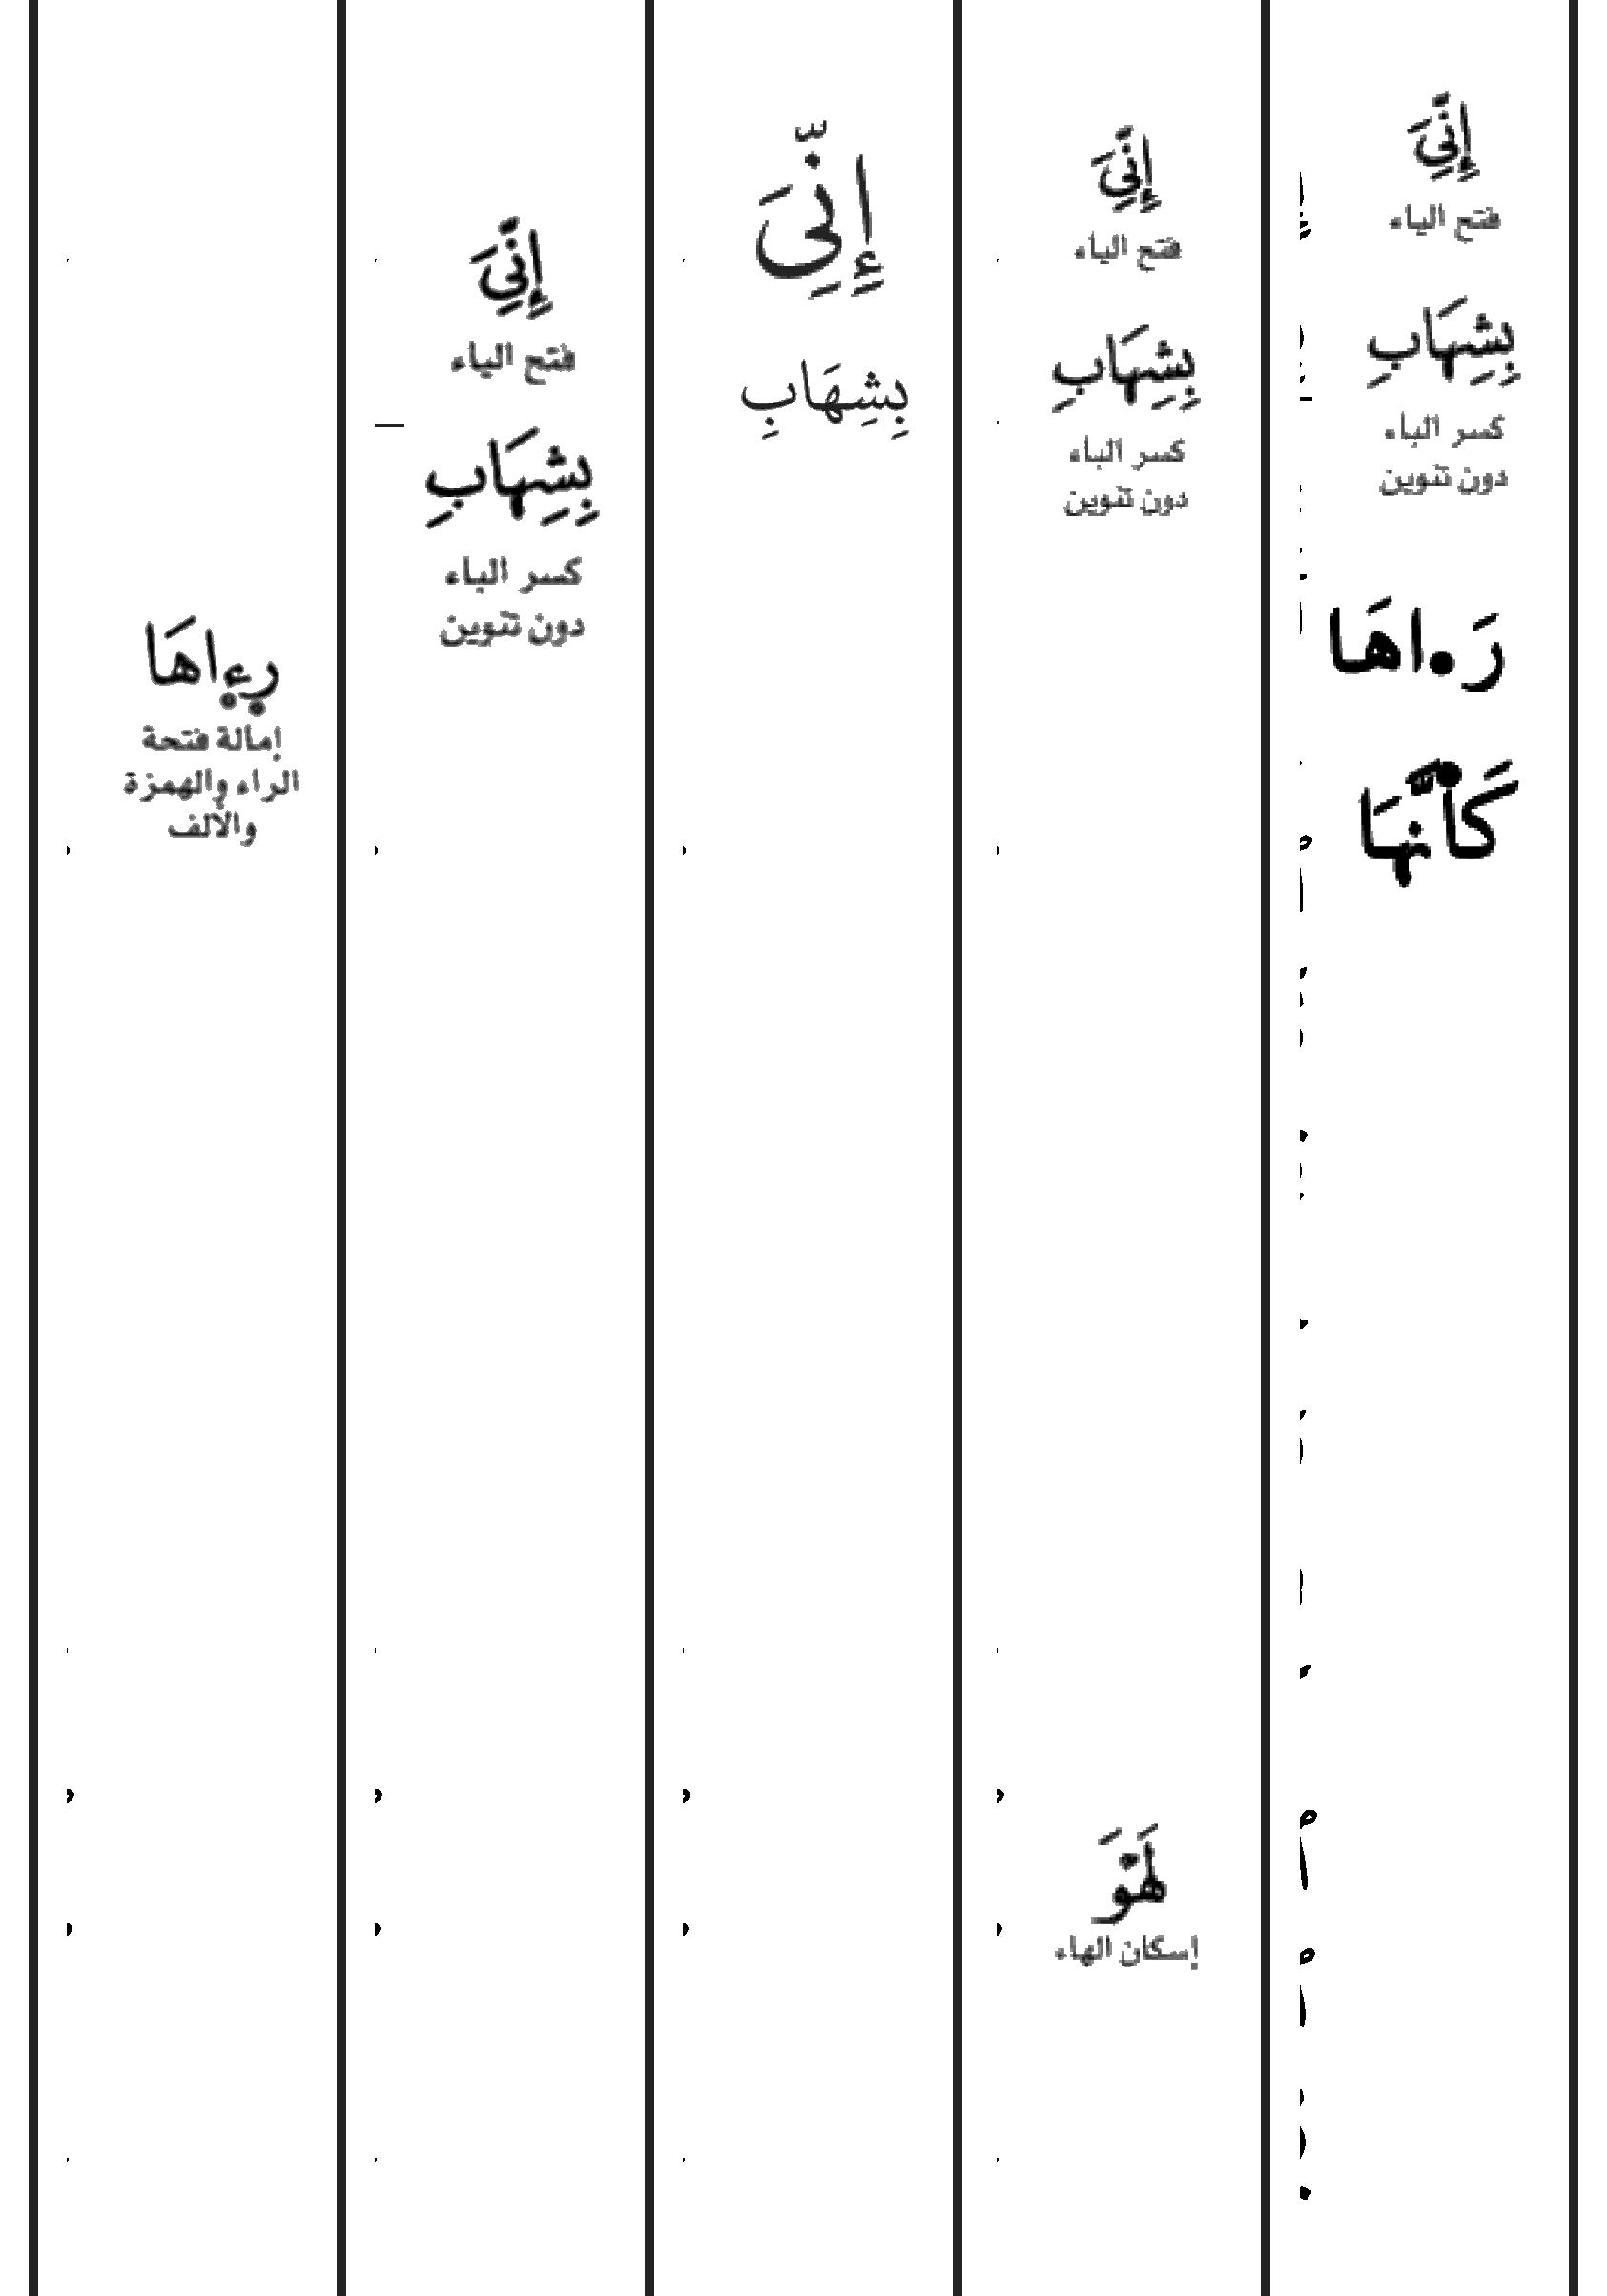 إِنِّىَ
فتح الياء
بِشِهَابِ
كسر الباء
دون تنوين
رَءاهَا
كَأَنَّهَا
إِنِّىَ
فتح الياء
بِشِهَابِ
كسر الباء
دون تنوين
لَهْوَ
إسكان الهاء
إِنِّىَ
بِشِهَابِ
إِنِّىَ
فتح الياء
بِشِهَابِ
كسر الباء
دون تنوين
رءاهَا
إمالة فتحة
الراء والهمزة
والألف